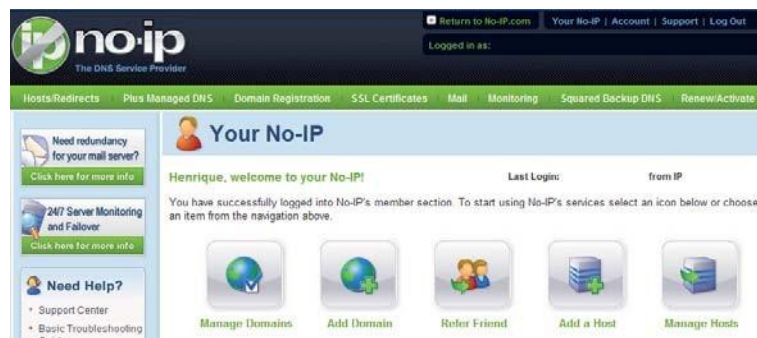 no-ip
The DNS Service Provider
Return to No-IP.com
Your No-IP | Account | Support | Log Out
Logged in as:
Hosts/Redirects Plus Managed DNS Domain Registration SSL Certificates Mail Monitoring Squared Backup DNS Renew/Activate
Need redundancy
for your mail server?
Click here for more info
24/7 Server Monitoring
and Failover
Click here for more info
Need Help?
Support Center
Basic Troubleshooting
Your No-IP
Henrique, welcome to your No-IP!
Last Login: from IP
You have successfully logged into No-IP's member section. To start using No-IP's services select an icon below or choose
an item from the navigation above.
Manage Domains Add Domain Refer Friend Add a Host Manage Hosts